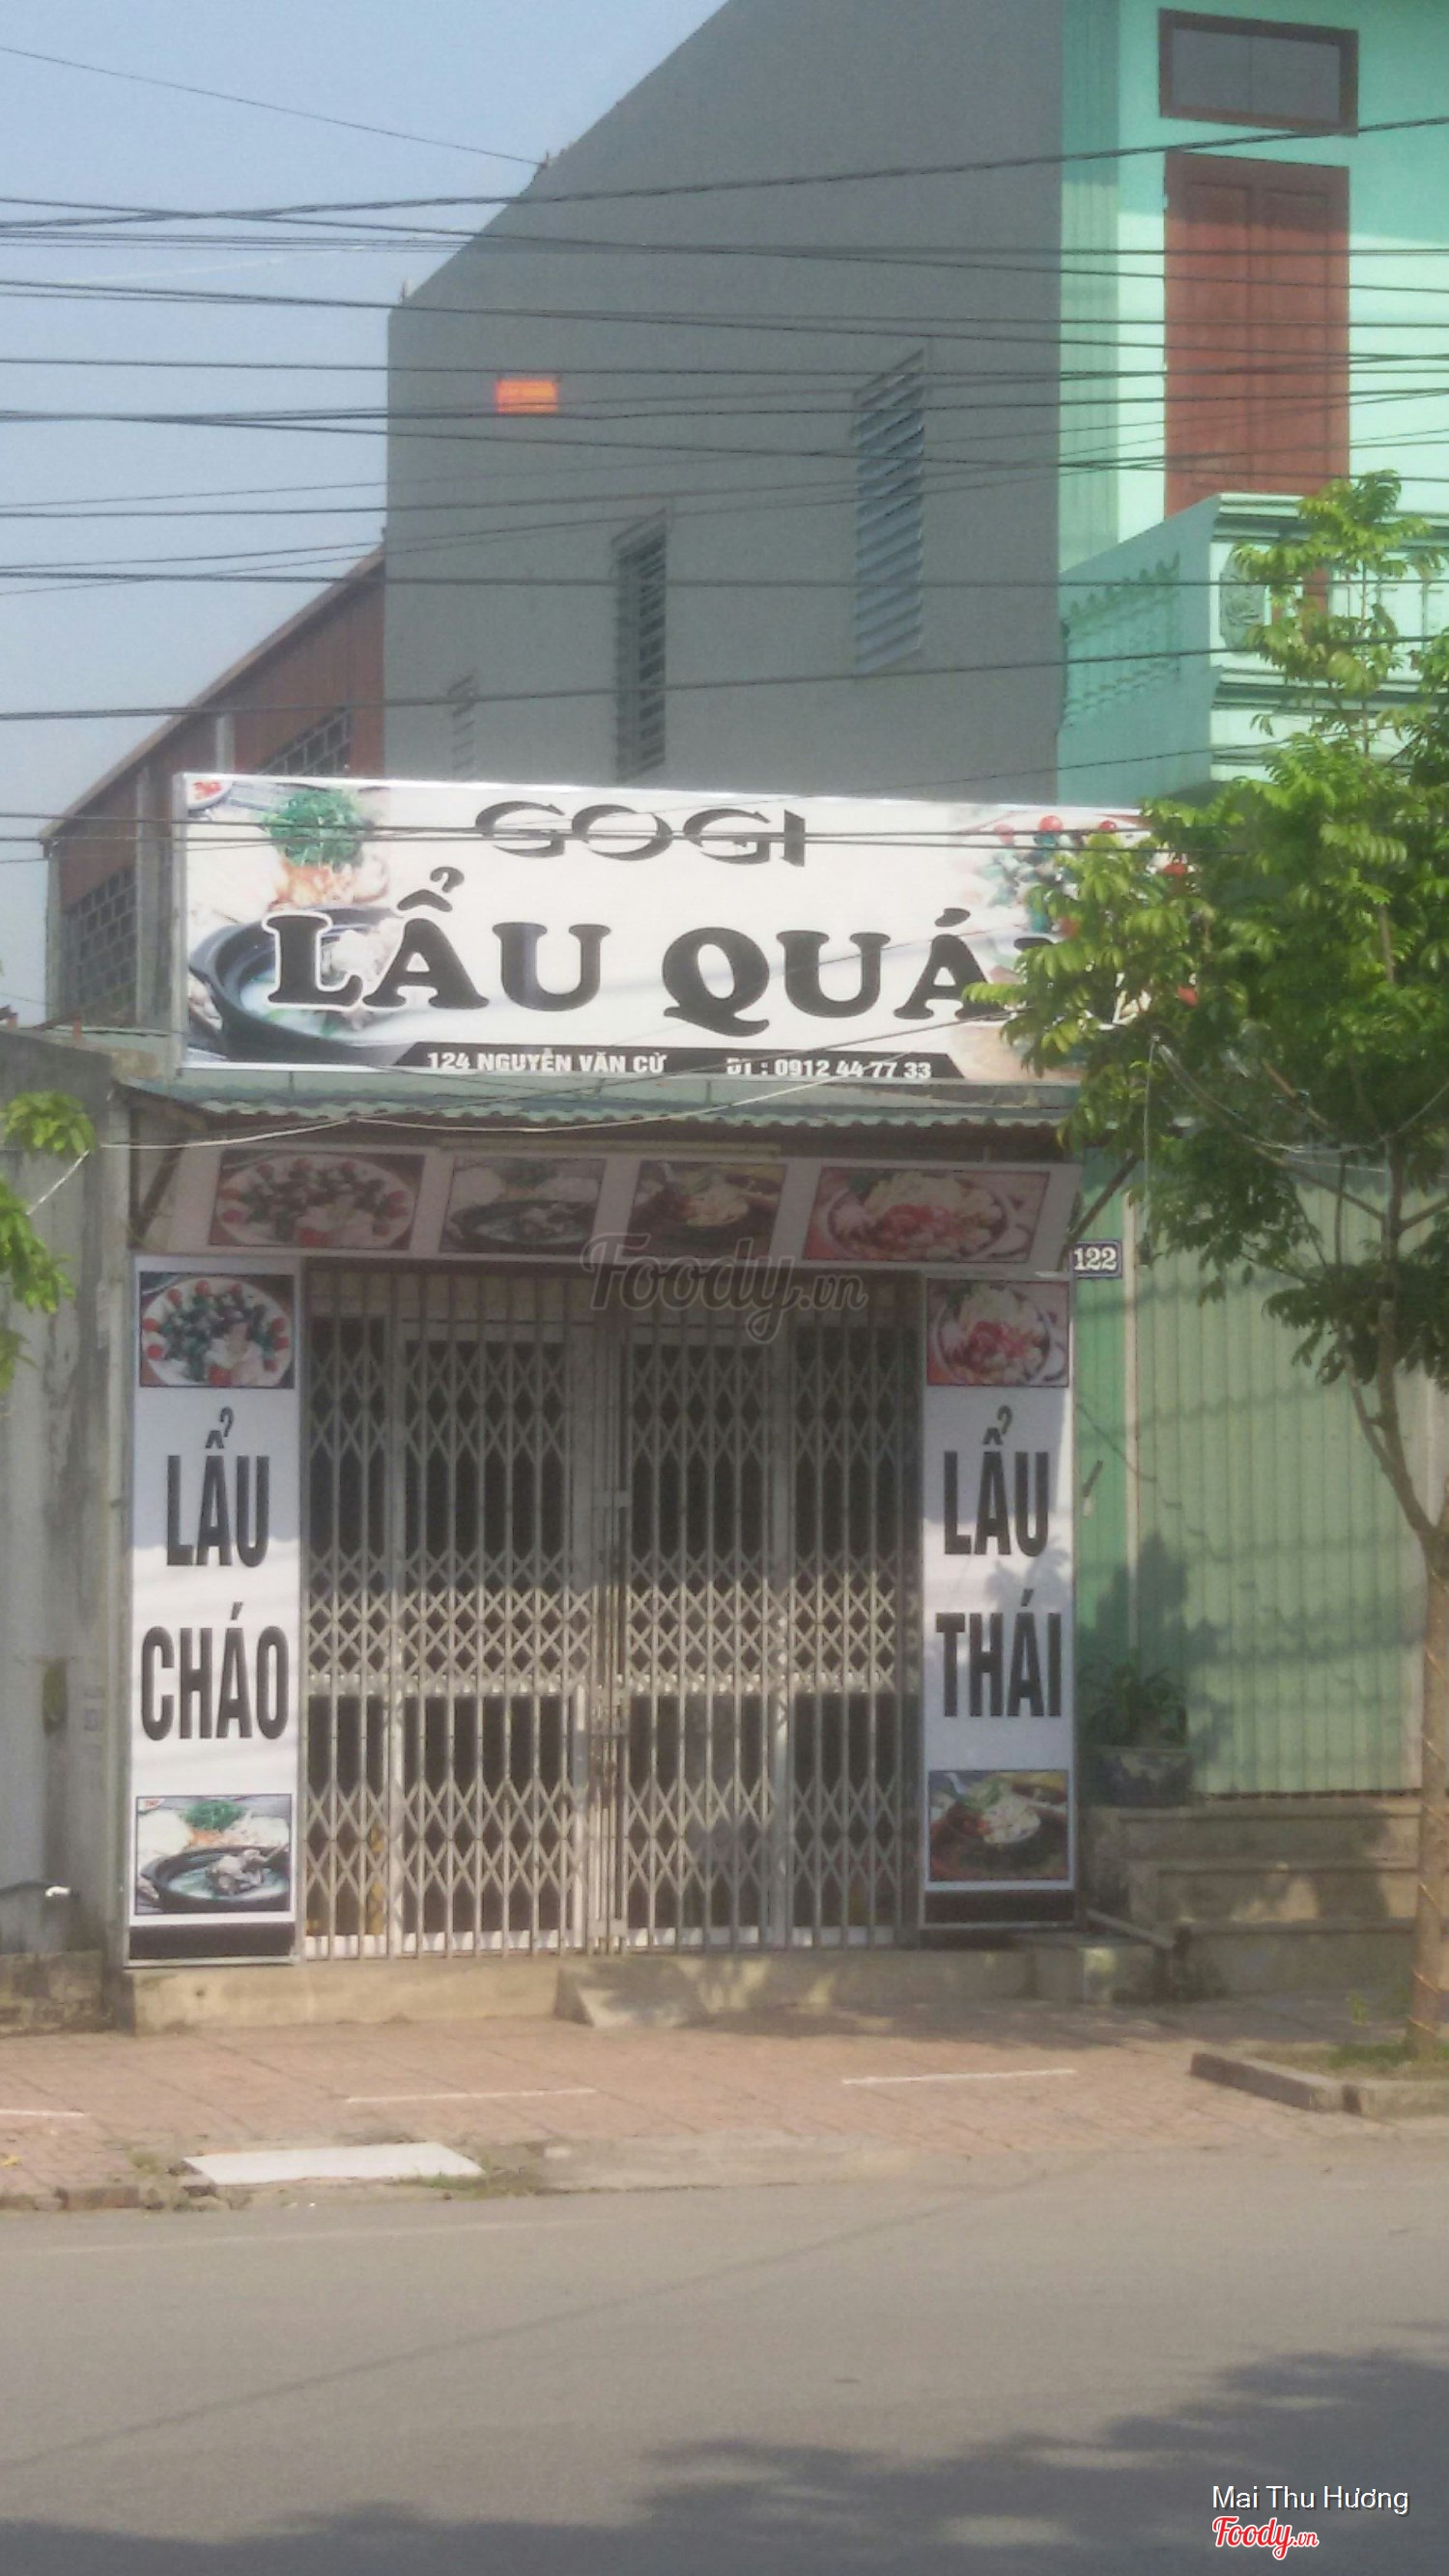 GOGI
LẨU QUÁ
124 NGUYỄN VĂN CỪ ĐT : 0912 44 77 33
Foody.vn
122
LẨU
CHÁO
LẨU
THÁI
Mai Thu Hương
Foody.vn